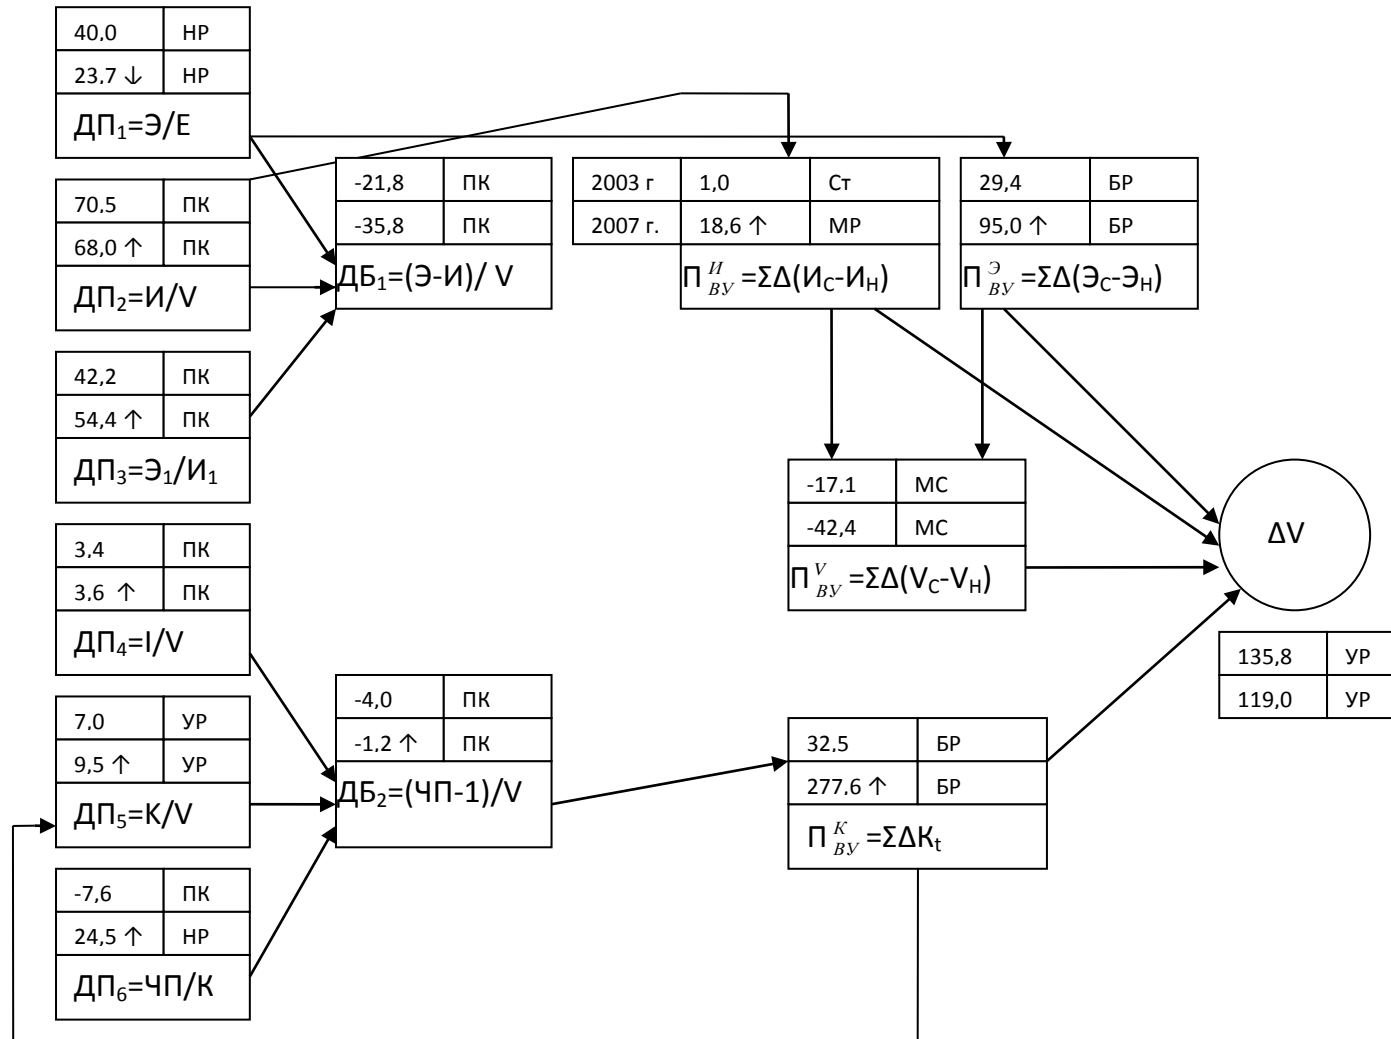 40,0 НР
23,7 ↓ НР
ДП₁=Э/Е
70,5 ПК
68,0 ↑ ПК
ДП₂=И/V
42,2 ПК
54,4 ↑ ПК
ДП₃=Э₁/И₁
3,4 ПК
3,6 ↑ ПК
ДП₄=I/V
7,0 УР
9,5 ↑ УР
ДП₅=K/V
-7,6 ПК
24,5 ↑ НР
ДП₆=ЧП/К
-21,8 ПК
-35,8 ПК
ДБ₁=(Э-И)/ V
-4,0 ПК
-1,2 ↑ ПК
ДБ₂=(ЧП-1)/V
2003 г 1,0 Ст
2007 г. 18,6 ↑ МР
П ᴴ ВУ =ΣΔ(И_С-И_Н)
29,4 БР
95,0 ↑ БР
П Э ВУ =ΣΔ(Э_С-Э_Н)
-17,1 МС
-42,4 МС
П V ВУ =ΣΔ(V_С-V_Н)
32,5 БР
277,6 ↑ БР
П К ВУ =ΣΔК_t
ΔV
135,8 УР
119,0 УР